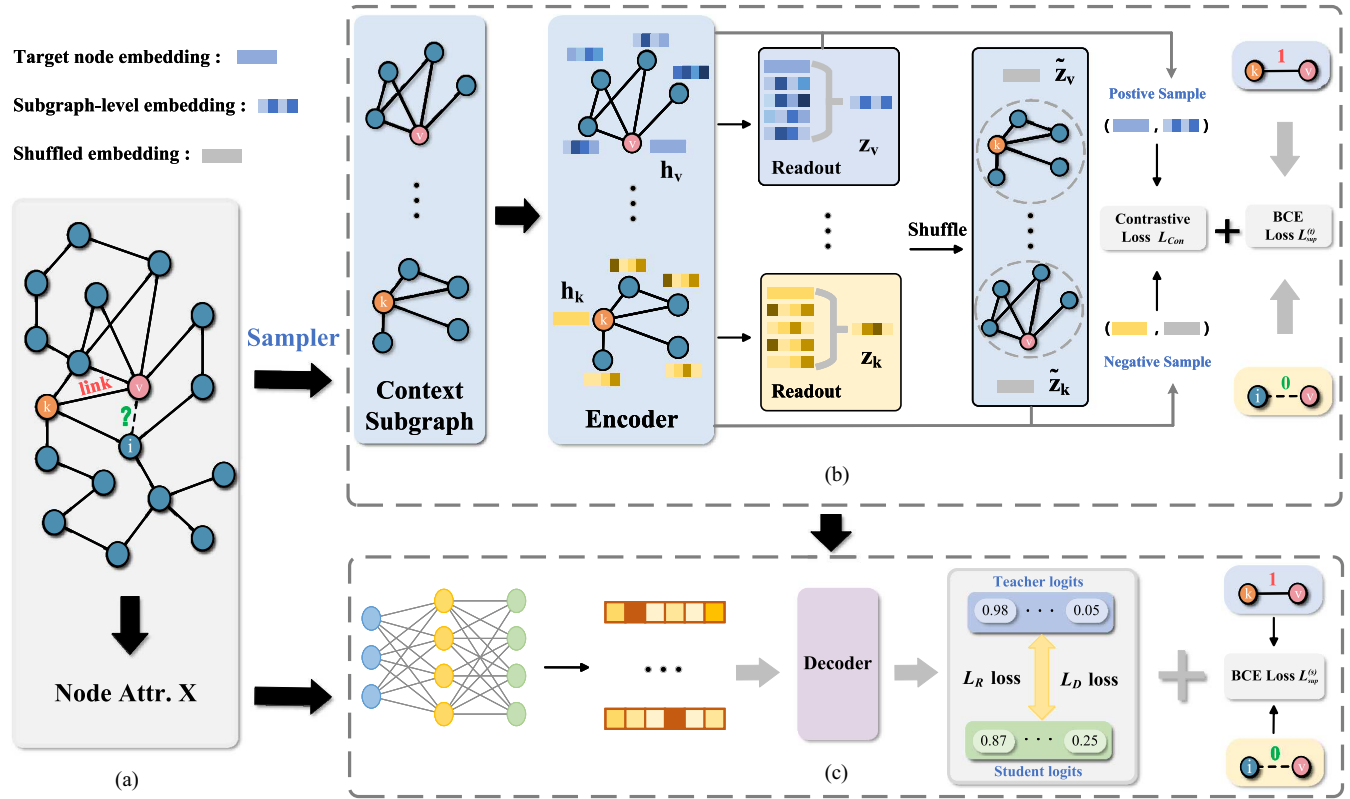 Target node embedding :
Subgraph-level embedding :
Shuffled embedding :
link
k
v
?
i
Node Attr. X
(a)
Sampler
v
k
Context
Subgraph
v
h_v
h_k
k
Encoder
z_v
Readout
z_k
Readout
Shuffle
z̃_v
k
v
z̃_k
Postive Sample
( , )
Contrastive
Loss L_Con
+
BCE
Loss L_sup^(t)
( , )
Negative Sample
1
k v
0
i v
(b)
Decoder
Teacher logits
0.98 · · · 0.05
L_R loss L_D loss
0.87 · · · 0.25
Student logits
1
k v
BCE Loss L_sup^(s)
0
i v
(c)